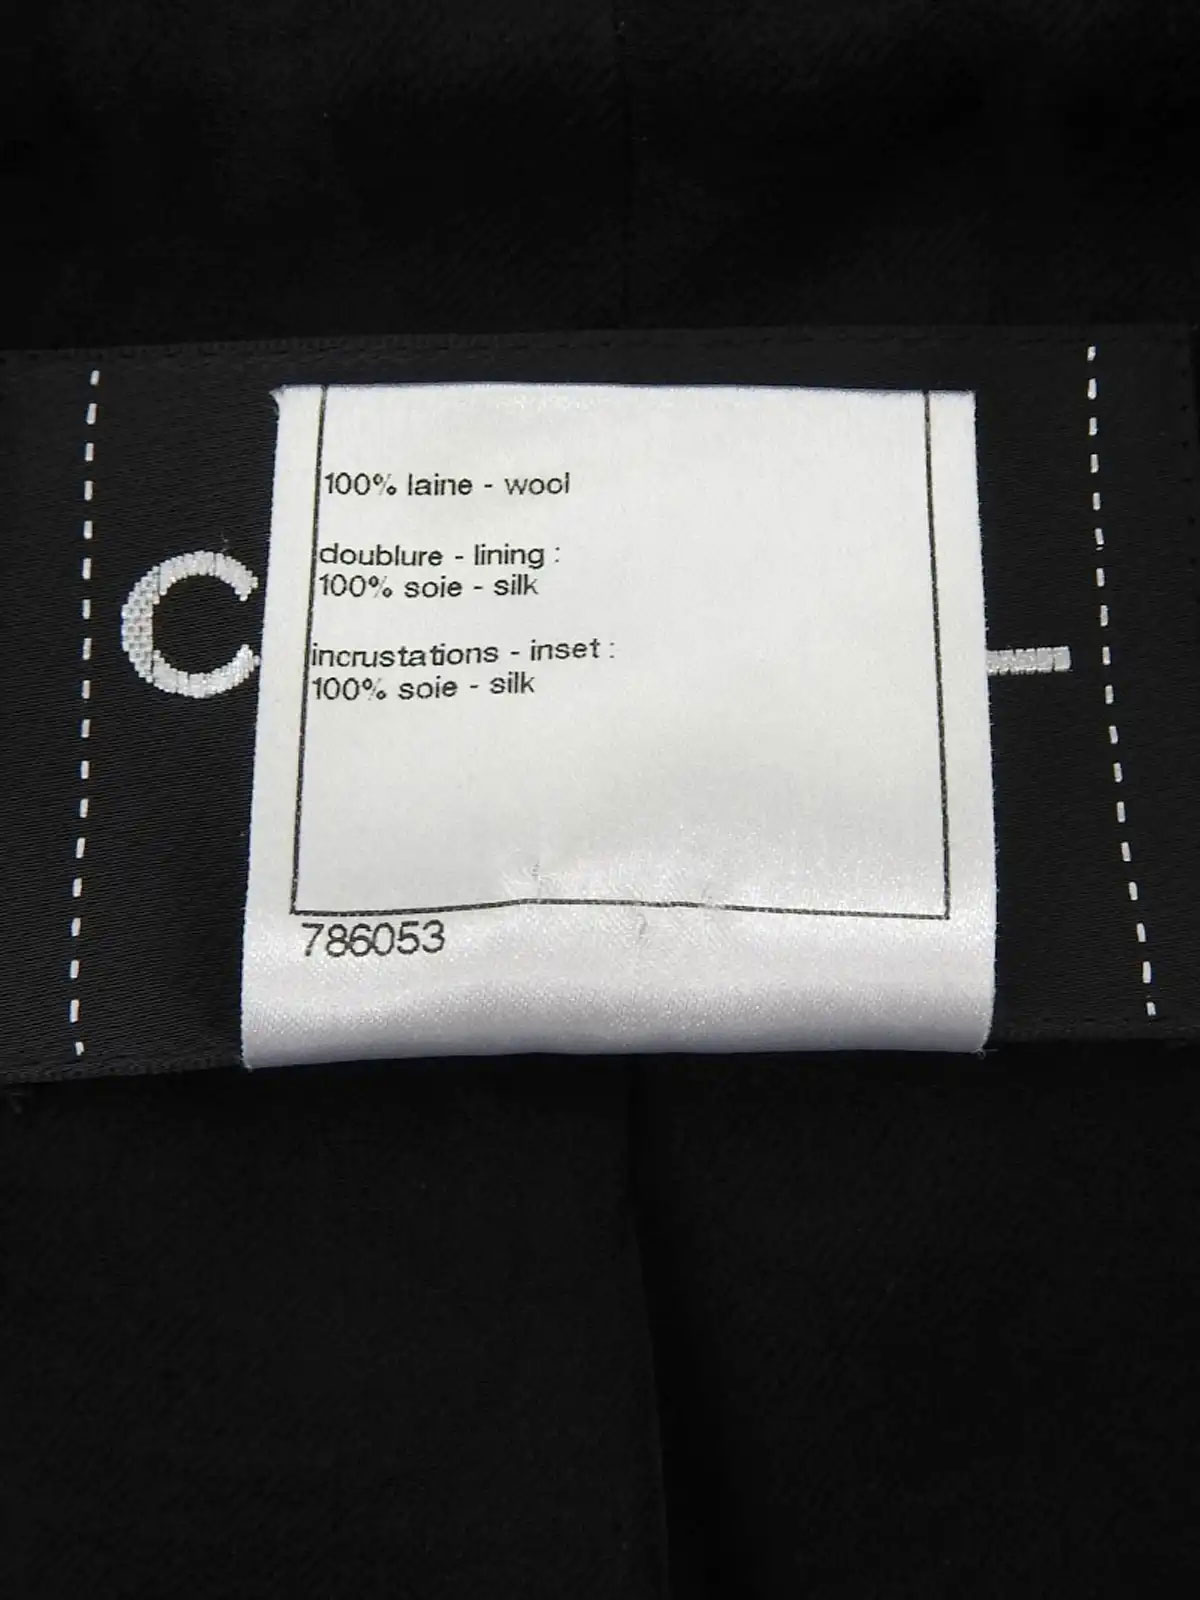 100% laine - wool
doublure - lining :
100% soie - silk
incrustations - inset :
100% soie - silk
C
786053